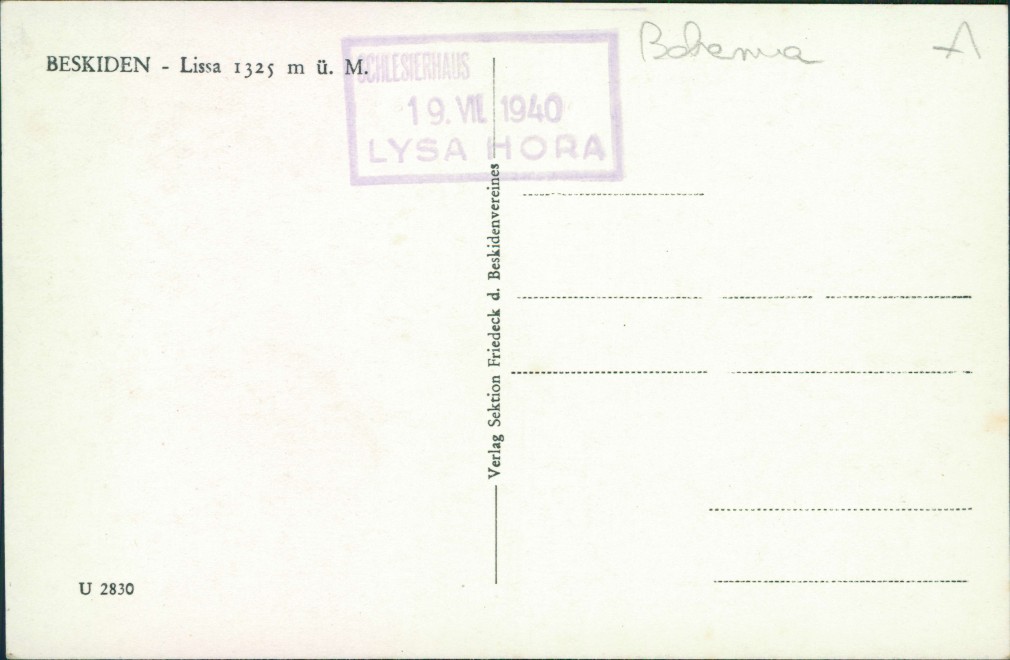 BESKIDEN - Lissa 1325 m ü. M.
SCHLESIERHAUS
19. VII. 1940
LYSA HORA
Bohemia
A
Verlag Sektion Friedeck d. Beskidenvereines
U 2830